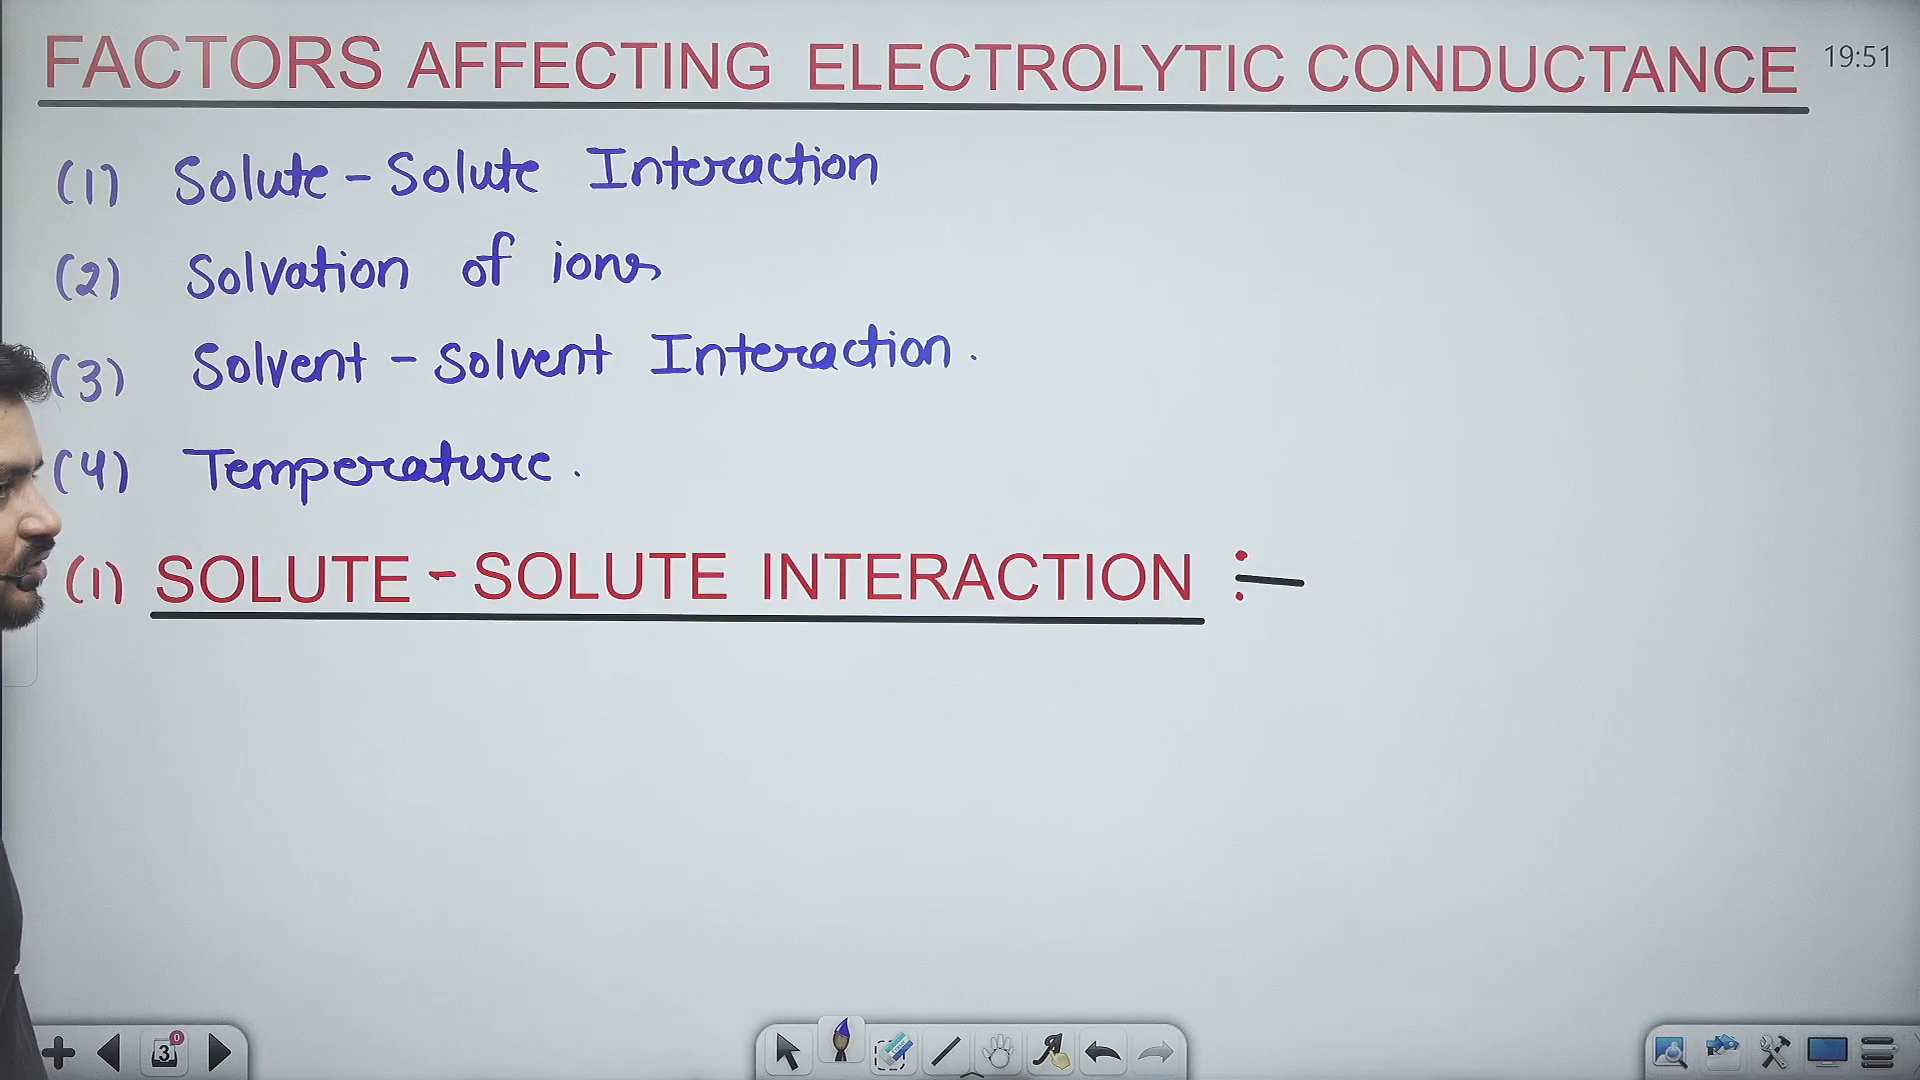 FACTORS AFFECTING ELECTROLYTIC CONDUCTANCE 19:51
(1) Solute - Solute Interaction
(2) Solvation of ions
(3) Solvent - Solvent Interaction.
(4) Temperature.
(1) SOLUTE - SOLUTE INTERACTION :-
3 0